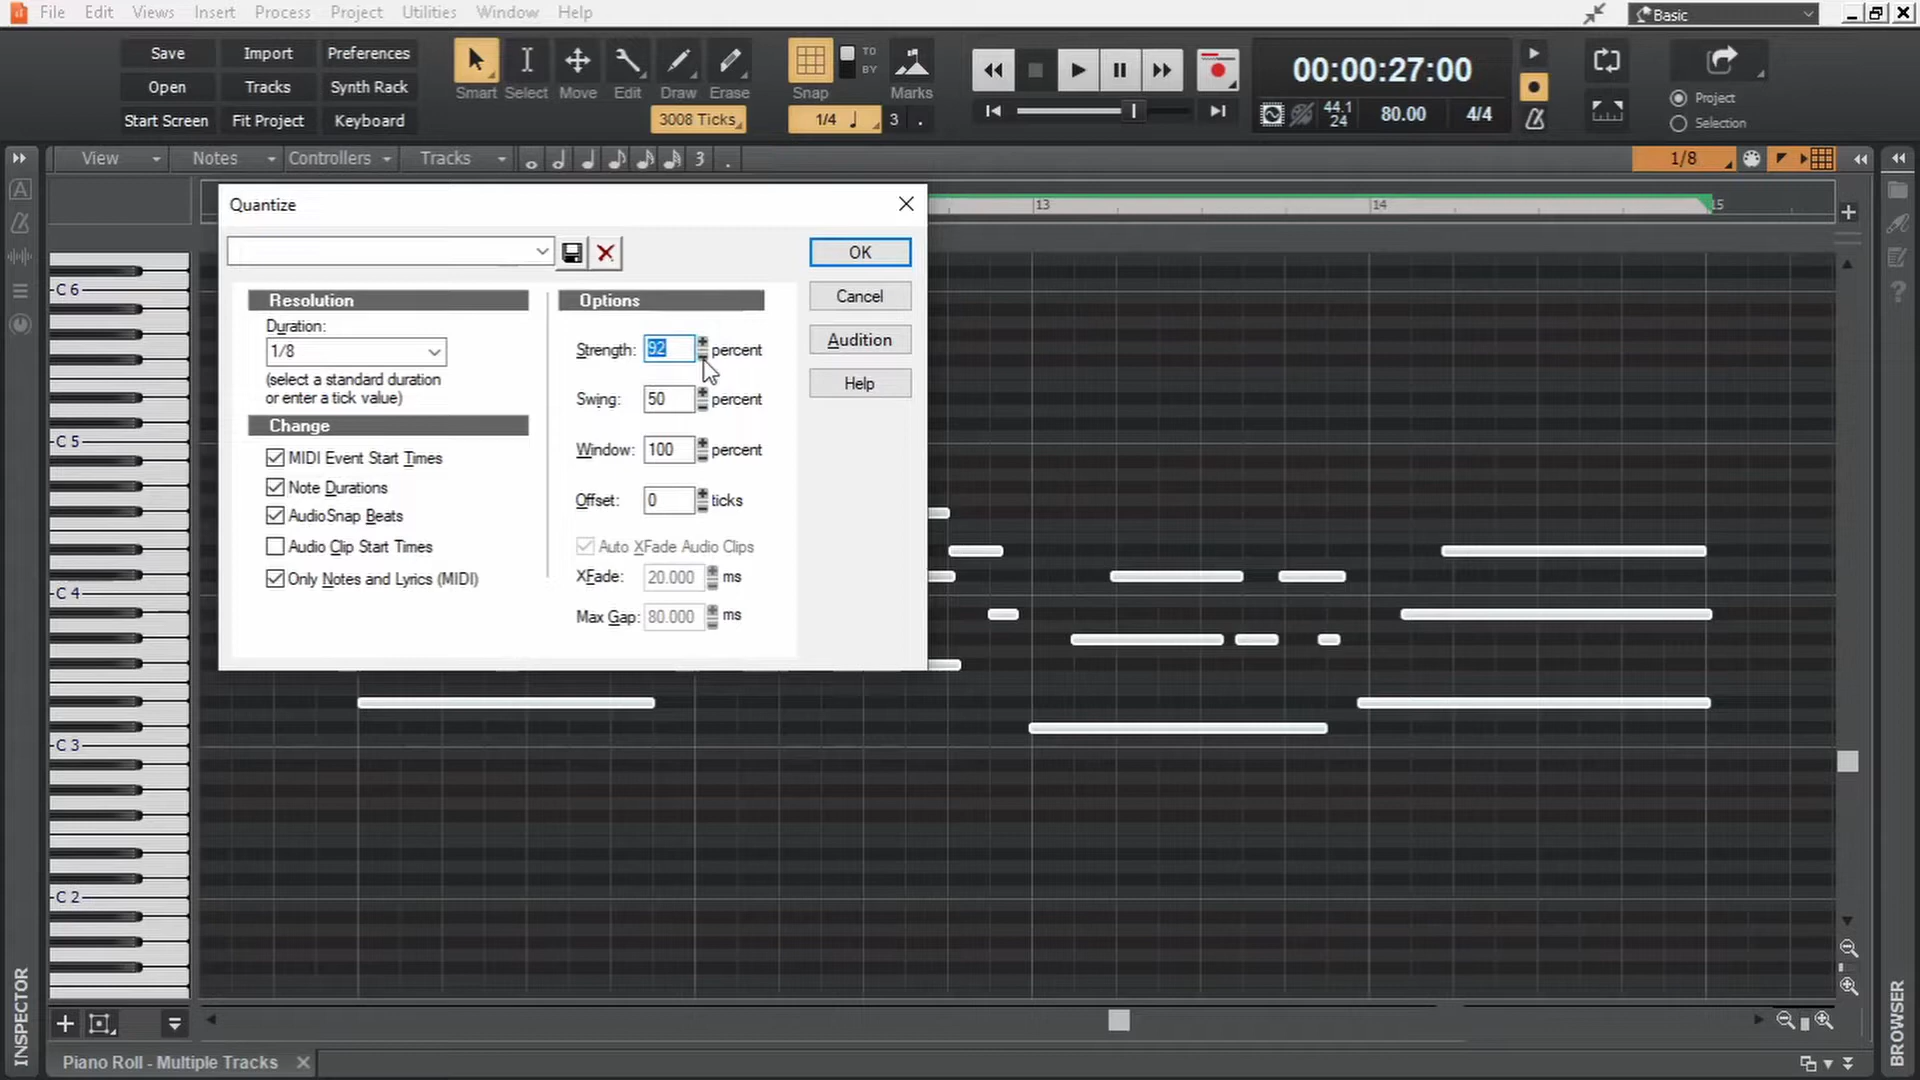 File Edit Views Insert Process Project Utilities Window Help
Basic
Save Import Preferences
Open Tracks Synth Rack
Start Screen Fit Project Keyboard
Smart Select Move Edit Draw Erase
3008 Ticks
Snap
TO
BY
Marks
1/4 3 .
00:00:27:00
44.1
24
80.00 4/4
Project
Selection
View Notes Controllers Tracks 3 .
1/8
Quantize
13 14 15
OK
Cancel
Audition
Help
Resolution
Duration:
1/8
(select a standard duration
or enter a tick value)
Change
MIDI Event Start Times
Note Durations
AudioSnap Beats
Audio Clip Start Times
Only Notes and Lyrics (MIDI)
Options
Strength: 92 percent
Swing: 50 percent
Window: 100 percent
Offset: 0 ticks
Auto XFade Audio Clips
XFade: 20.000 ms
Max Gap: 80.000 ms
C 6
C 5
C 4
C 3
C 2
INSPECTOR
BROWSER
Piano Roll - Multiple Tracks